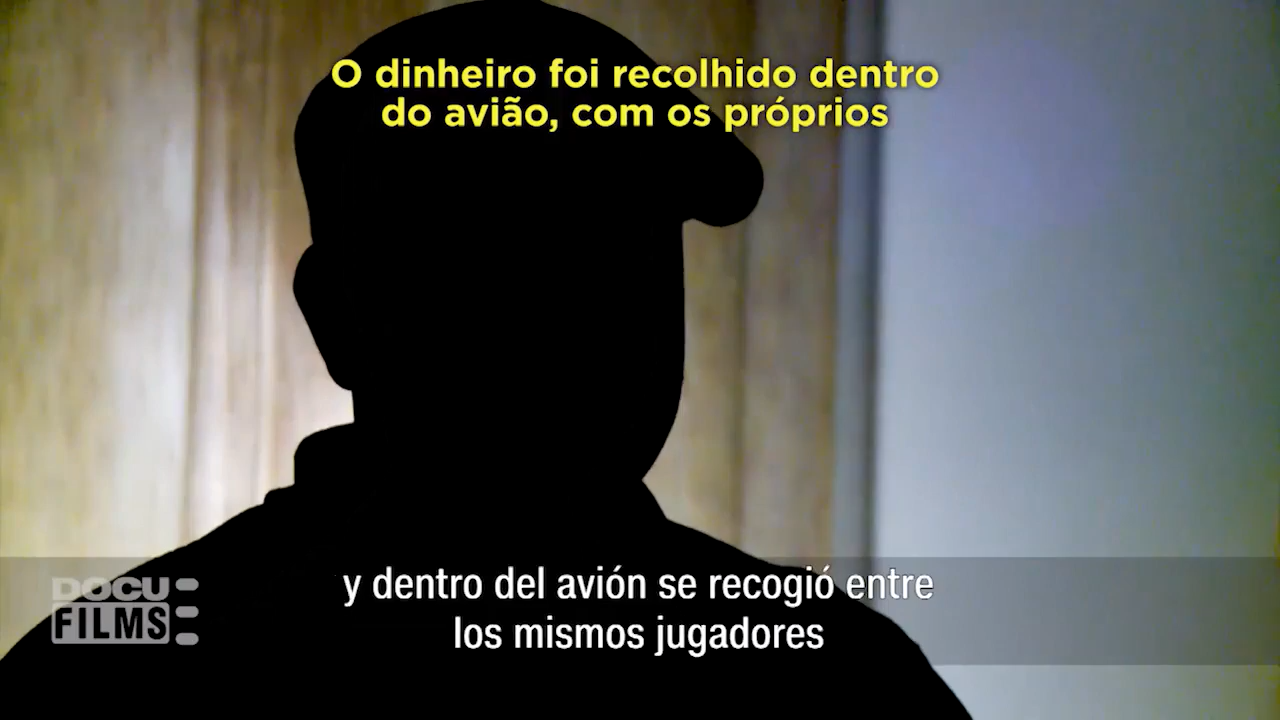 O dinheiro foi recolhido dentro
do avião, com os próprios
y dentro del avión se recogió entre
los mismos jugadores
DOCU
FILMS